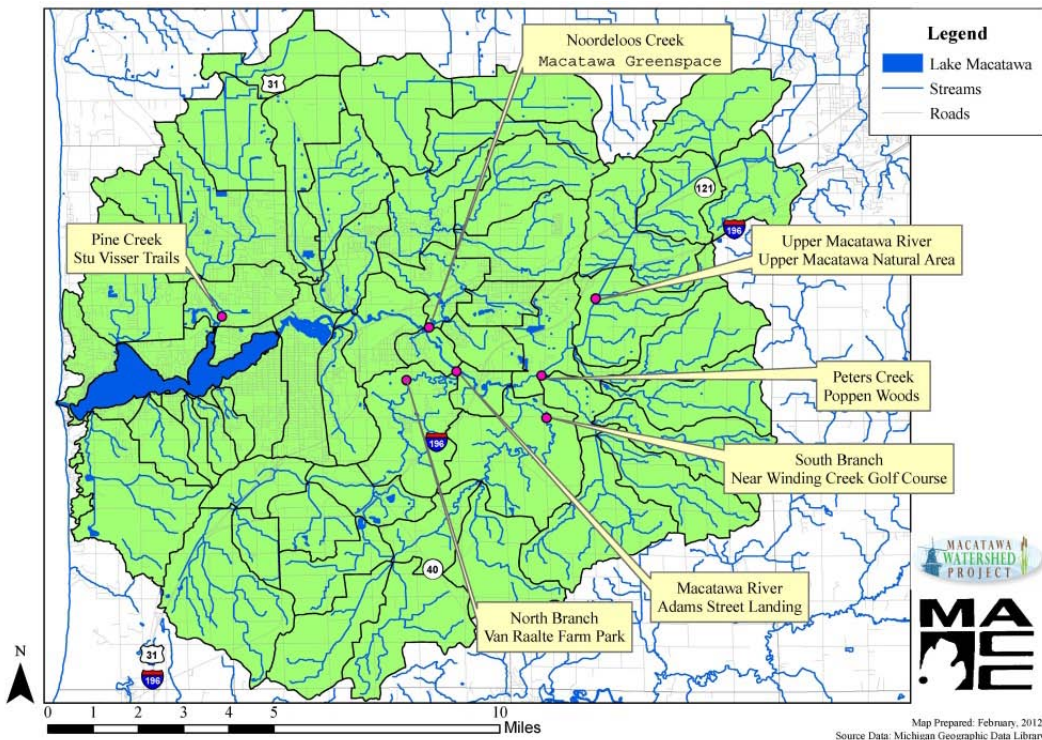 Noordeloos Creek
Macatawa Greenspace
Legend
Lake Macatawa
Streams
Roads
31
121
196
Pine Creek
Stu Visser Trails
Upper Macatawa River
Upper Macatawa Natural Area
Peters Creek
Poppen Woods
196
South Branch
Near Winding Creek Golf Course
40
Macatawa River
Adams Street Landing
North Branch
Van Raalte Farm Park
MACATAWA
WATERSHED
PROJECT
MA
CC
31
196
N
0 1 2 3 4 5 10
Miles
Map Prepared: February, 2012
Source Data: Michigan Geographic Data Library